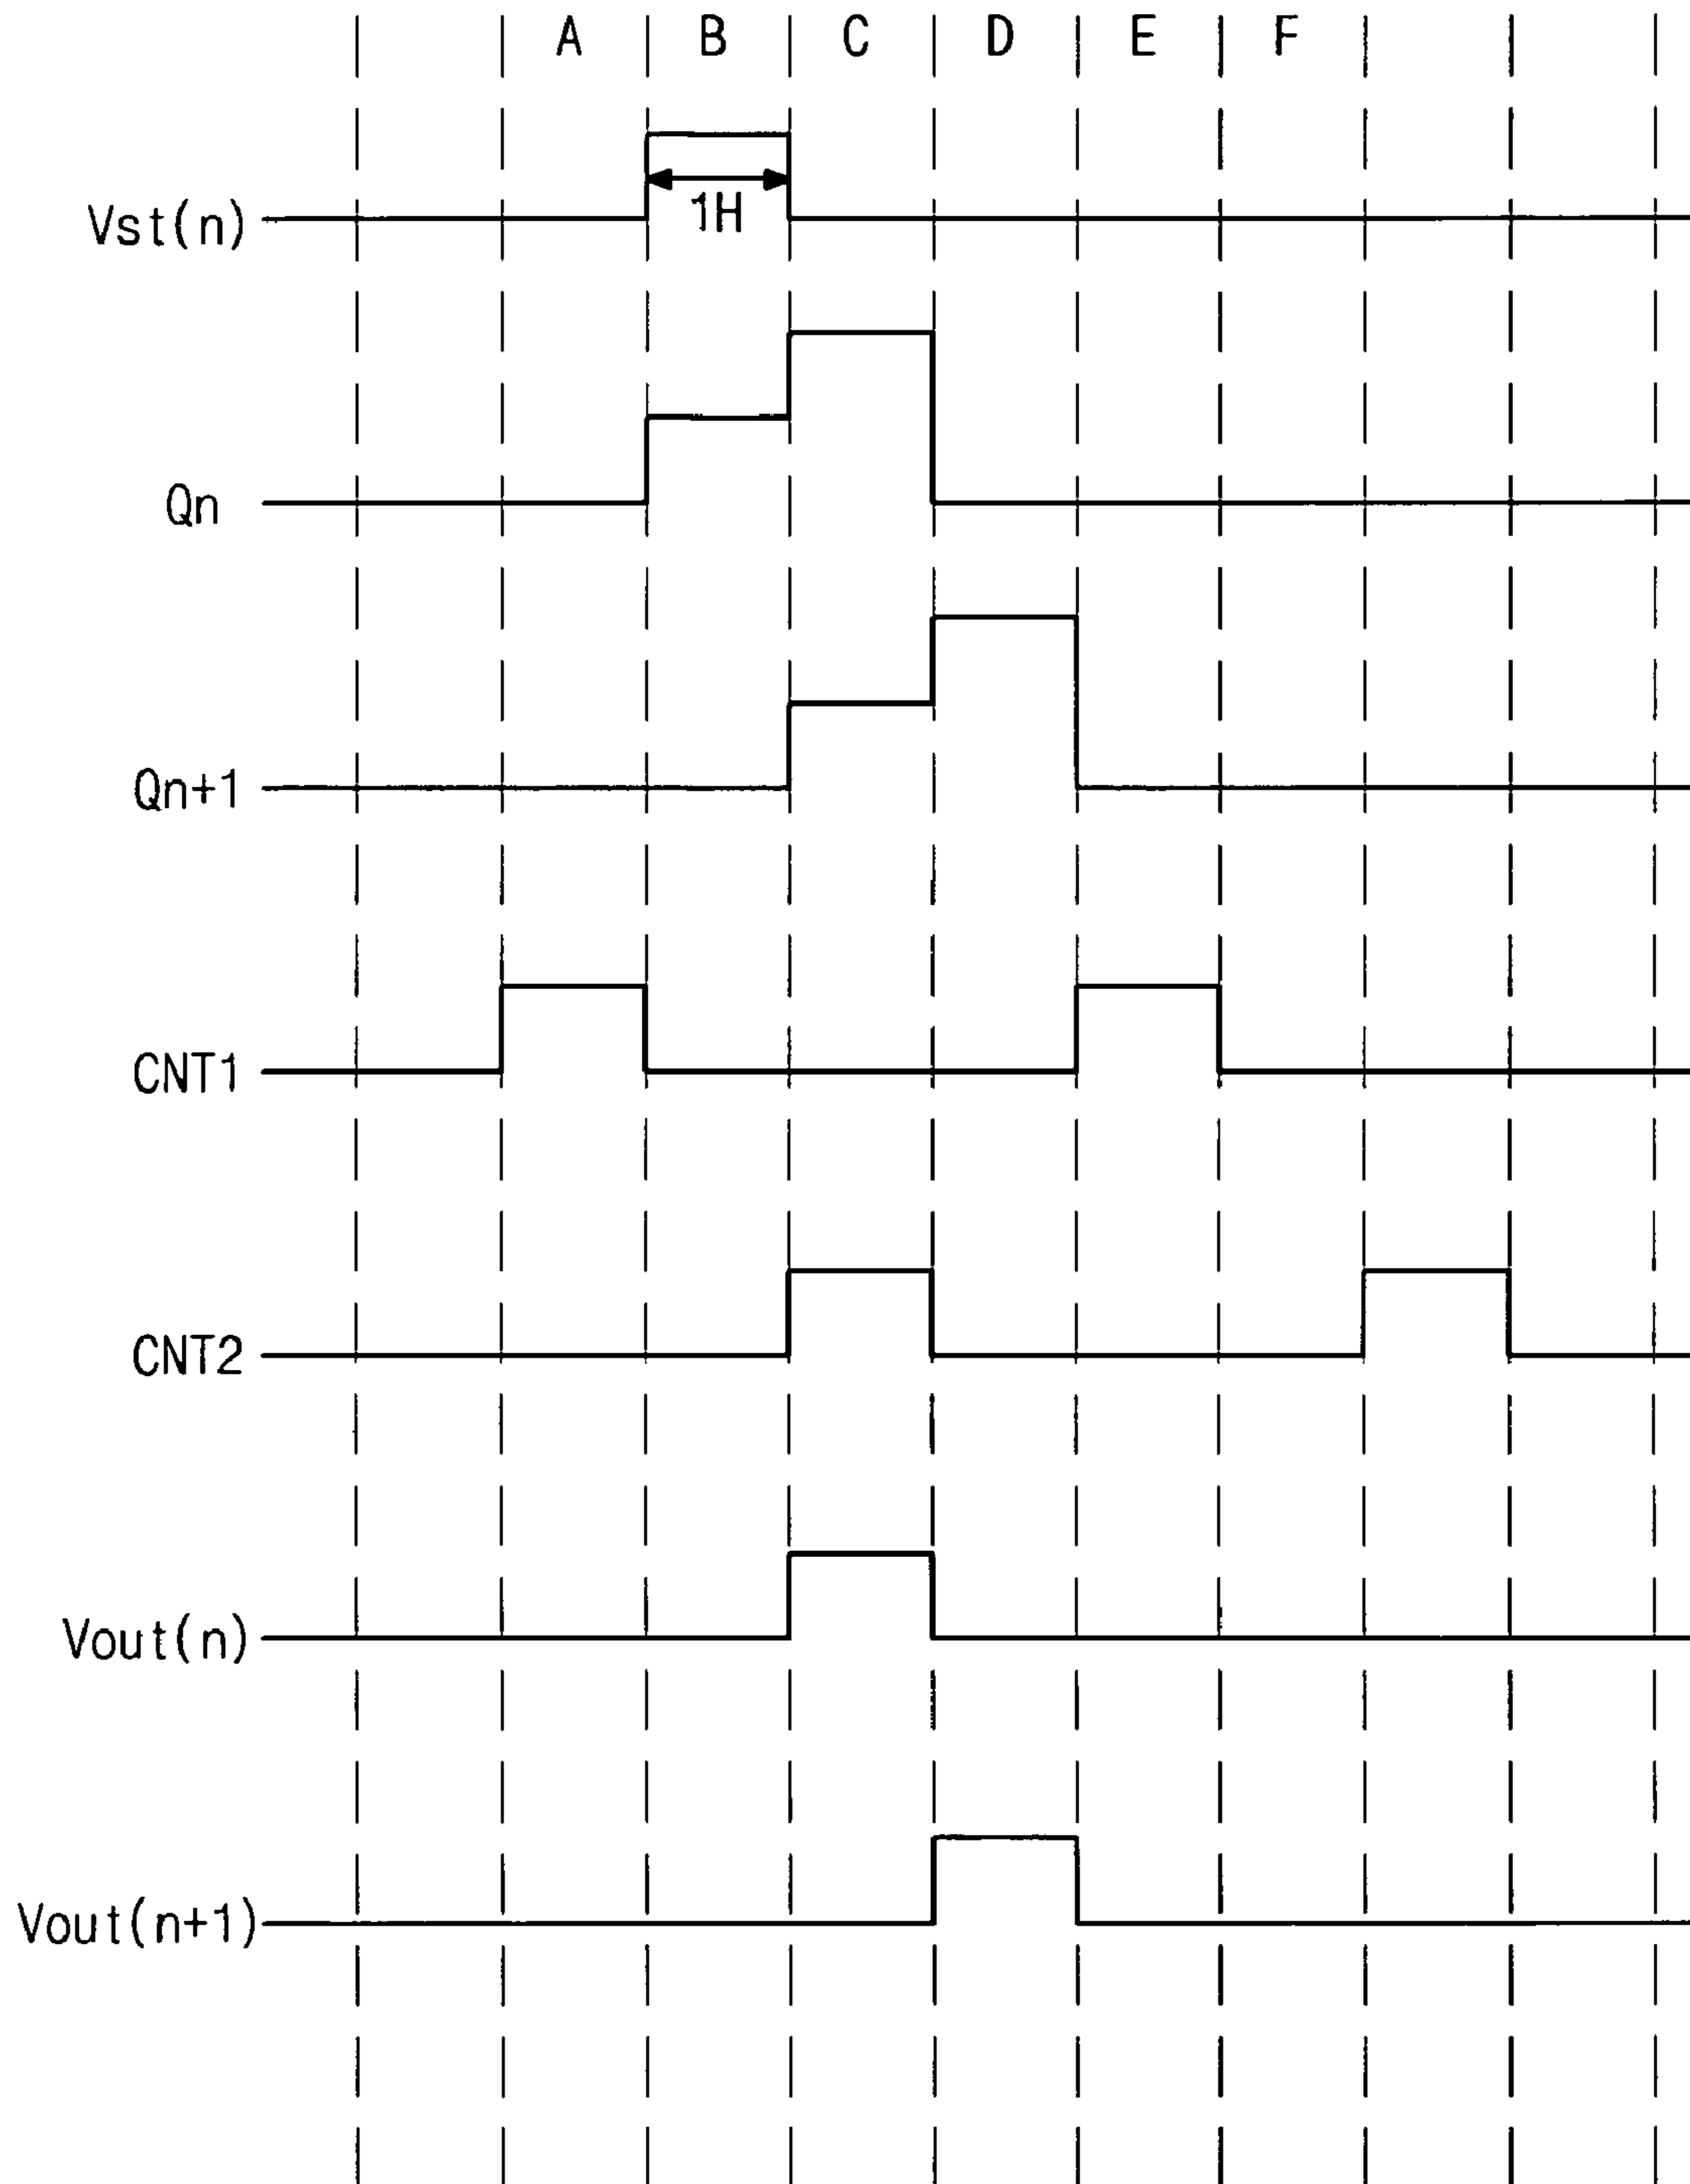 A B C D E F
1H
Vst(n)
Qn
Qn+1
CNT1
CNT2
Vout(n)
Vout(n+1)